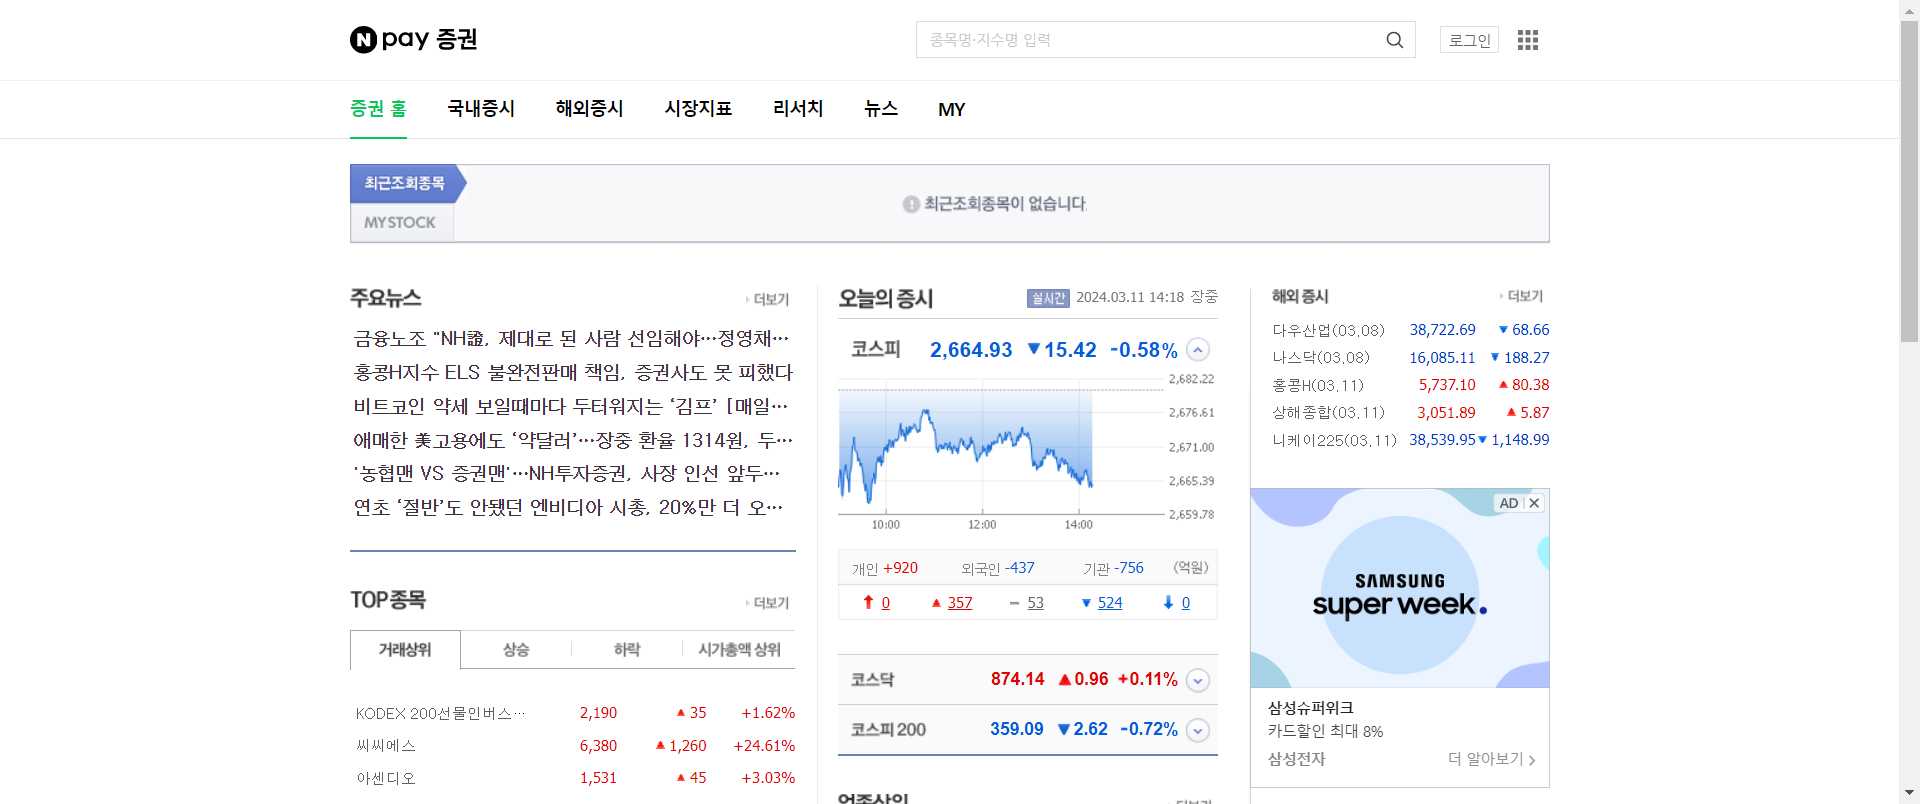 N pay 증권
종목명·지수명 입력
로그인
증권 홈 국내증시 해외증시 시장지표 리서치 뉴스 MY
최근조회종목
MY STOCK
최근조회종목이 없습니다.
주요뉴스 더보기
금융노조 "NH證, 제대로 된 사람 선임해야…정영채…
홍콩H지수 ELS 불완전판매 책임, 증권사도 못 피했다
비트코인 약세 보일때마다 두터워지는 ‘김프’ [매일…
애매한 美고용에도 ‘약달러’…장중 환율 1314원, 두…
'농협맨 VS 증권맨'…NH투자증권, 사장 인선 앞두…
연초 ‘절반’도 안됐던 엔비디아 시총, 20%만 더 오…
TOP 종목 더보기
거래상위 상승 하락 시가총액 상위
KODEX 200선물인버스… 2,190 ▲ 35 +1.62%
씨씨에스 6,380 ▲ 1,260 +24.61%
아센디오 1,531 ▲ 45 +3.03%
오늘의 증시 실시간 2024.03.11 14:18 장중
코스피 2,664.93 ▼ 15.42 -0.58%
2,682.22
2,676.61
2,671.00
2,665.39
2,659.78
10:00 12:00 14:00
개인 +920 외국인 -437 기관 -756 (억원)
0 ▲ 357 53 ▼ 524 0
코스닥 874.14 ▲ 0.96 +0.11%
코스피 200 359.09 ▼ 2.62 -0.72%
업종상위 더보기
해외 증시 더보기
다우산업(03.08) 38,722.69 ▼ 68.66
나스닥(03.08) 16,085.11 ▼ 188.27
홍콩H(03.11) 5,737.10 ▲ 80.38
상해종합(03.11) 3,051.89 ▲ 5.87
니케이225(03.11) 38,539.95 ▼ 1,148.99
AD
SAMSUNG
super week.
삼성슈퍼위크
카드할인 최대 8%
삼성전자 더 알아보기